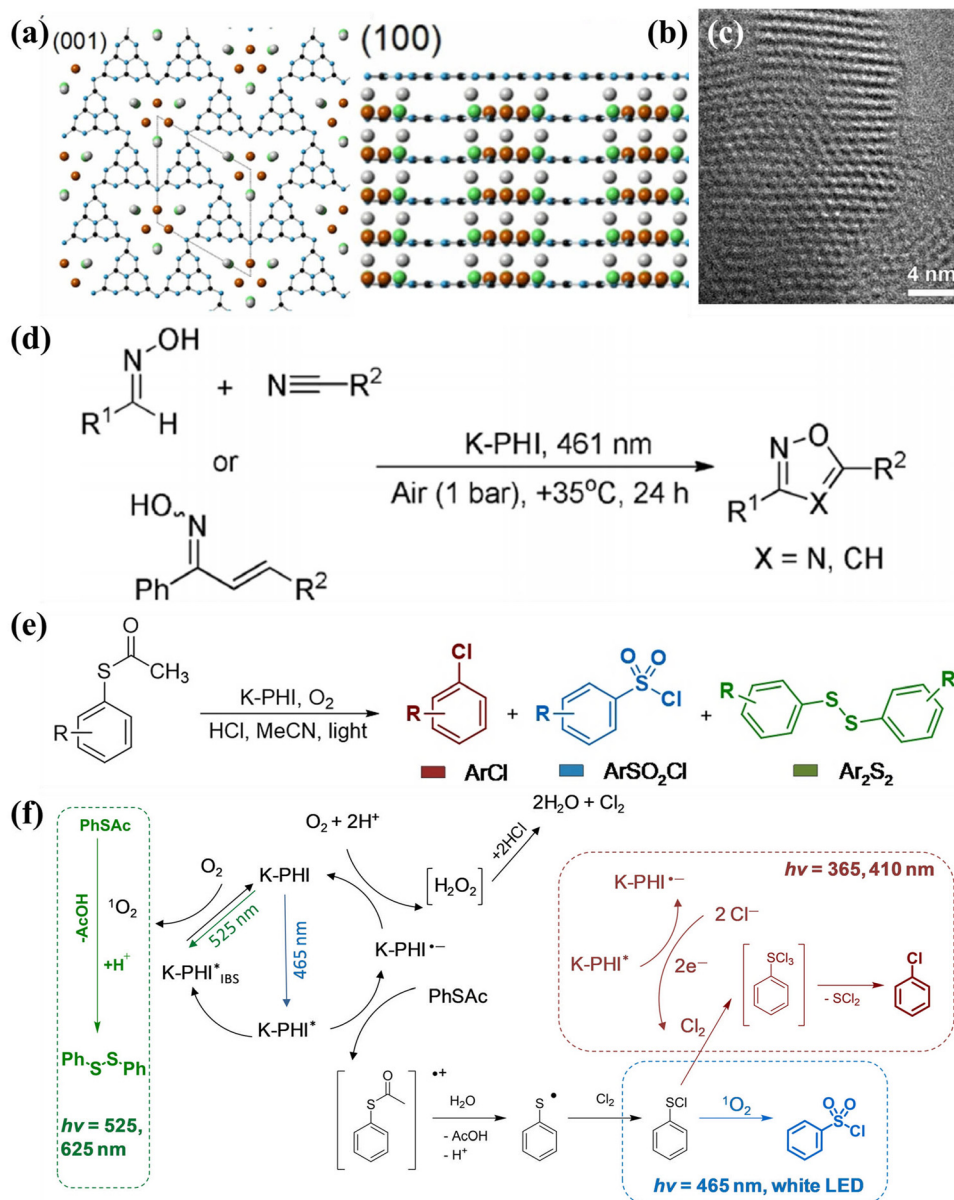 (a)
(001)
(100)
(b)
(c)
4 nm
(d)
OH
N
R¹
H
+
N
R²
or
HO
N
Ph
R²
K-PHI, 461 nm
Air (1 bar), +35°C, 24 h
N
O
R²
R¹
X
X = N, CH
(e)
O
S
CH₃
R
K-PHI, O₂
HCl, MeCN, light
Cl
R
+
O
O
S
Cl
R
+
R
S
S
R
ArCl
ArSO₂Cl
Ar₂S₂
(f)
PhSAc
-AcOH
+H⁺
Ph
S
S
Ph
hν = 525,
625 nm
O₂
¹O₂
K-PHI
525 nm
465 nm
K-PHI*IBS
K-PHI*
O₂ + 2H⁺
[H₂O₂]
+2HCl
2H₂O + Cl₂
K-PHI•−
PhSAc
O
S
•+
H₂O
- AcOH
- H⁺
S •
Cl₂
SCl
hν = 365, 410 nm
K-PHI•−
K-PHI*
2 Cl⁻
2e⁻
Cl₂
SCl₃
- SCl₂
Cl
¹O₂
O
O
S
Cl
hν = 465 nm, white LED